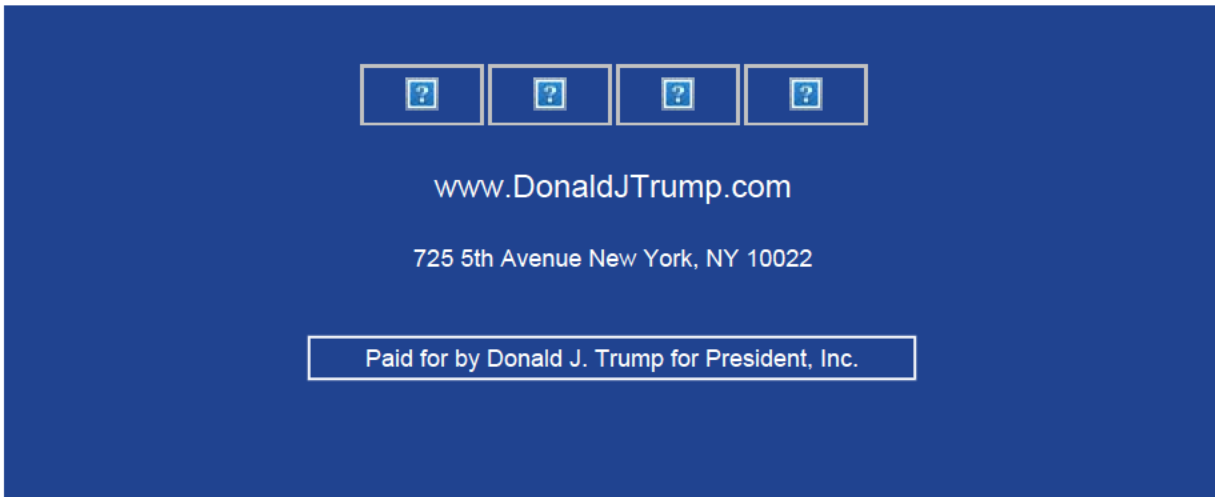 www.DonaldJTrump.com
725 5th Avenue New York, NY 10022
Paid for by Donald J. Trump for President, Inc.